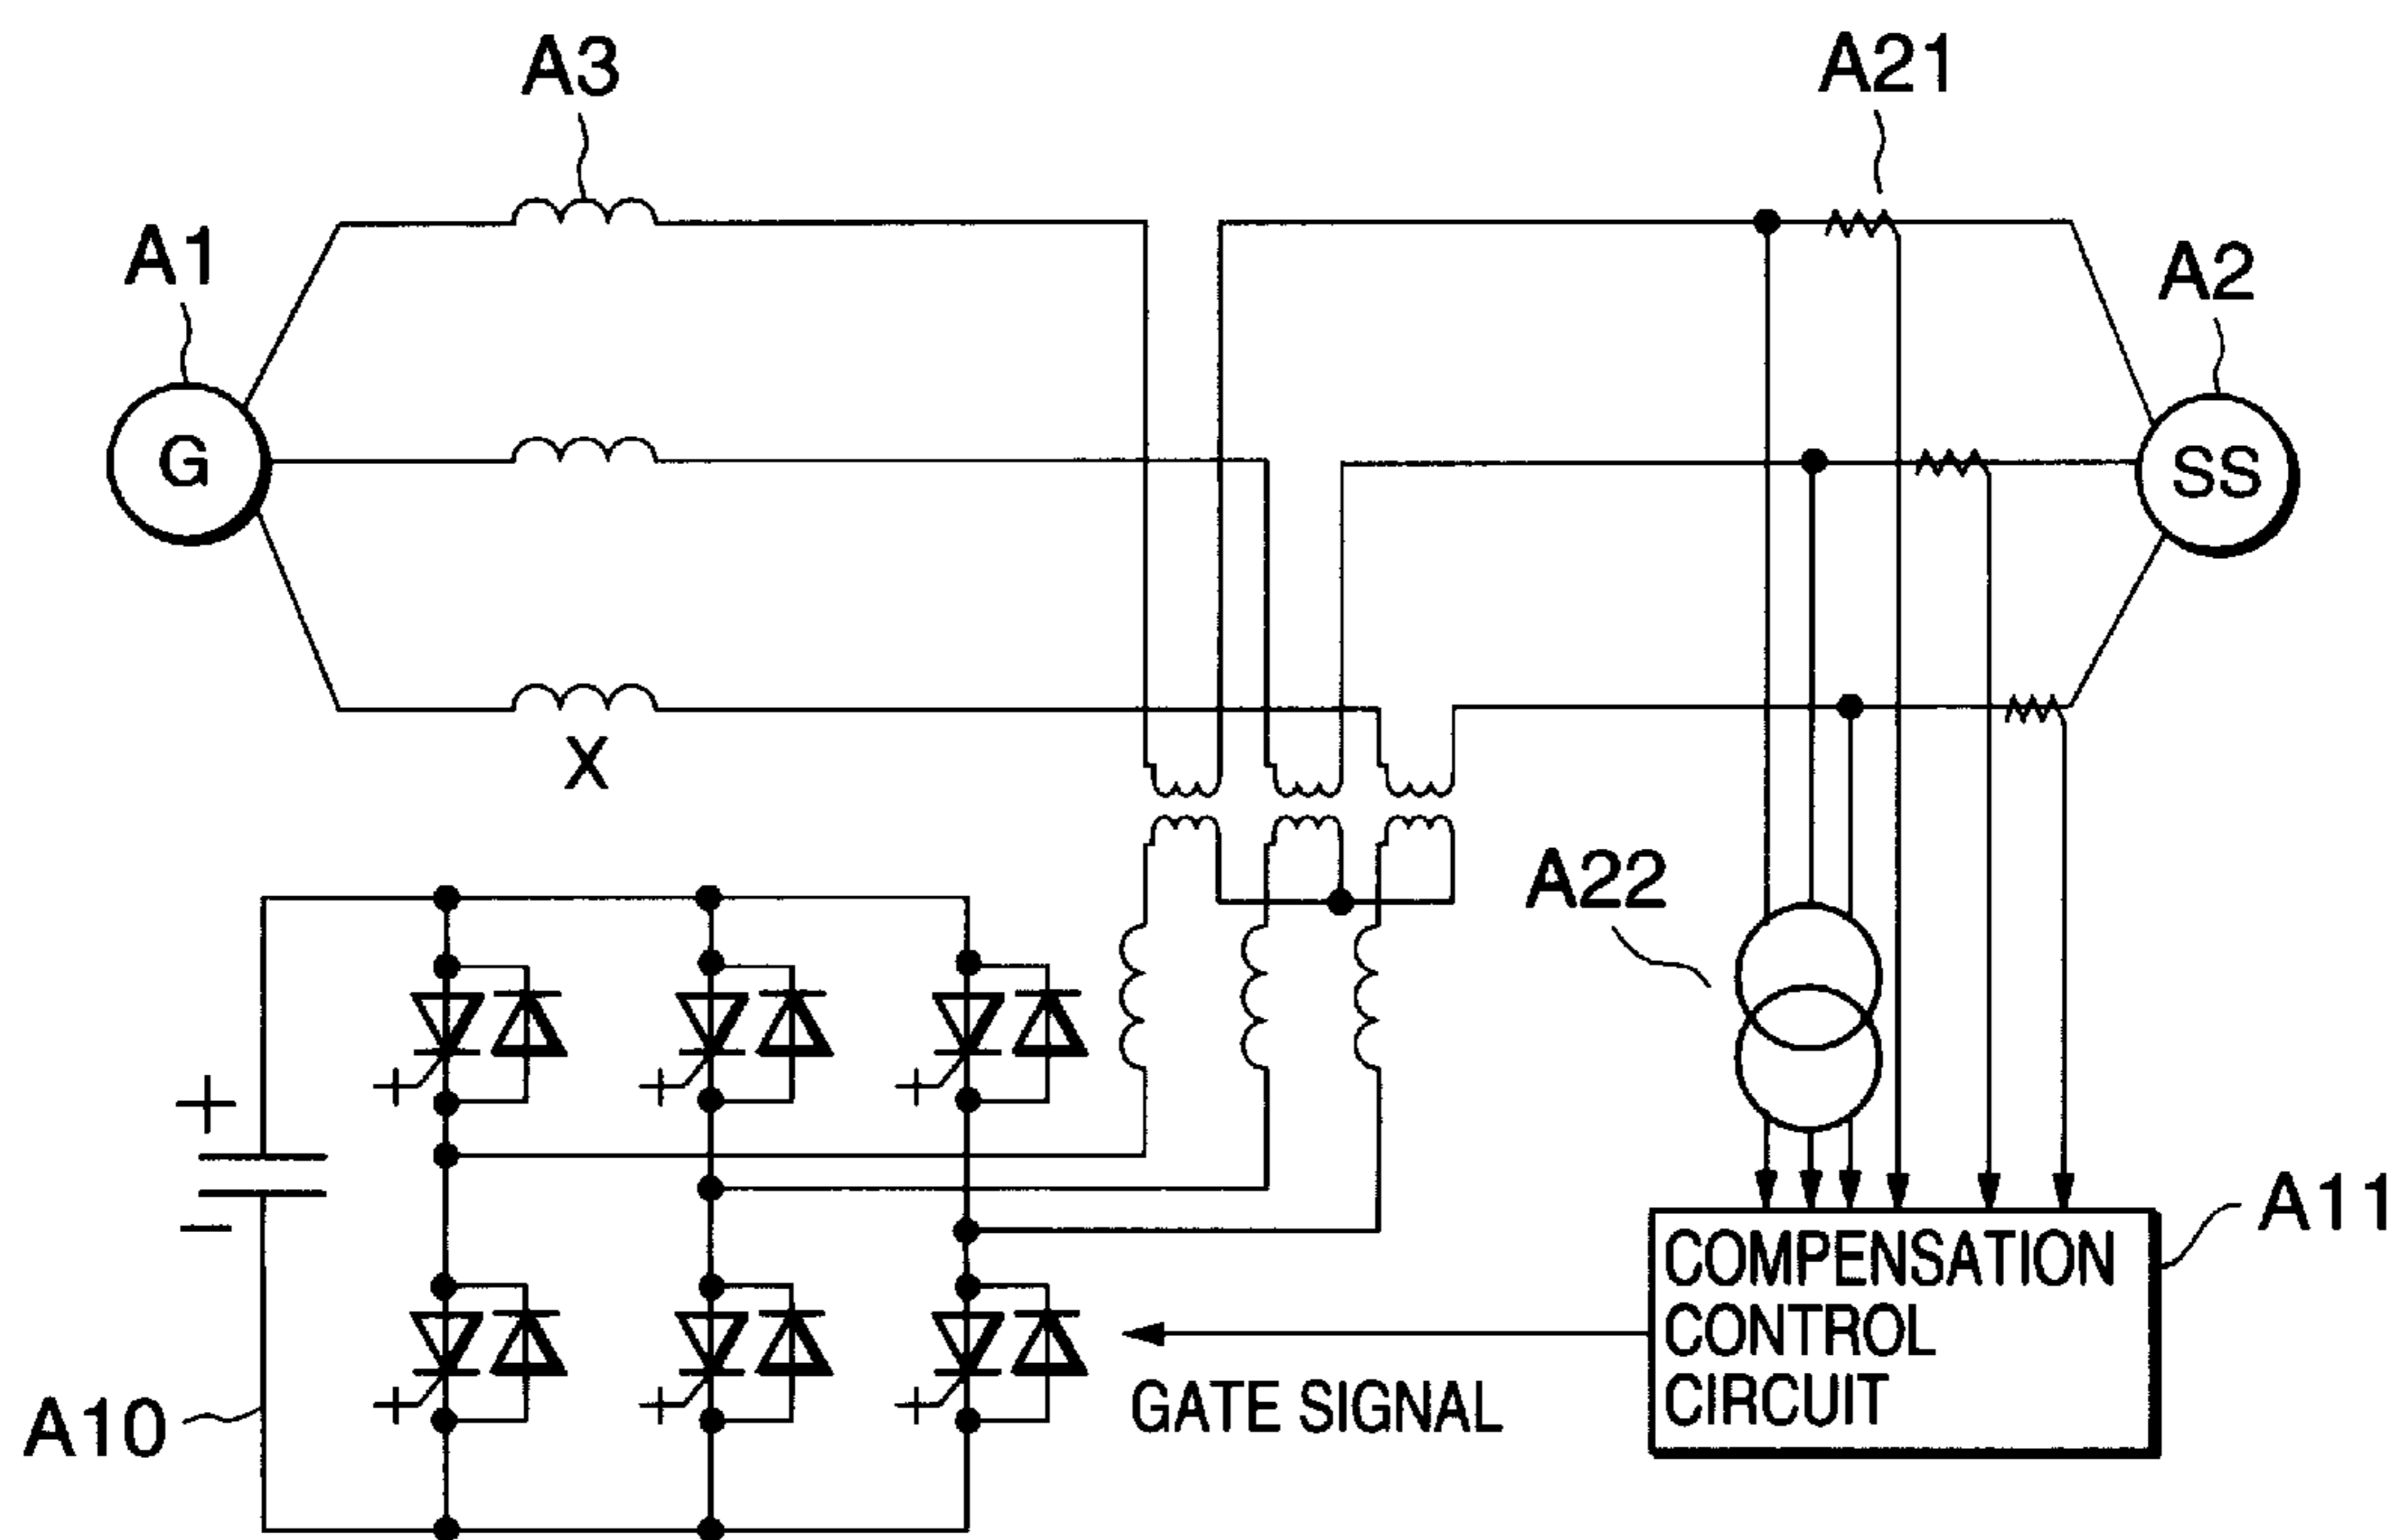 A3
A21
A1
A2
G
SS
X
A22
+
−
A11
COMPENSATION
CONTROL
CIRCUIT
GATE SIGNAL
A10